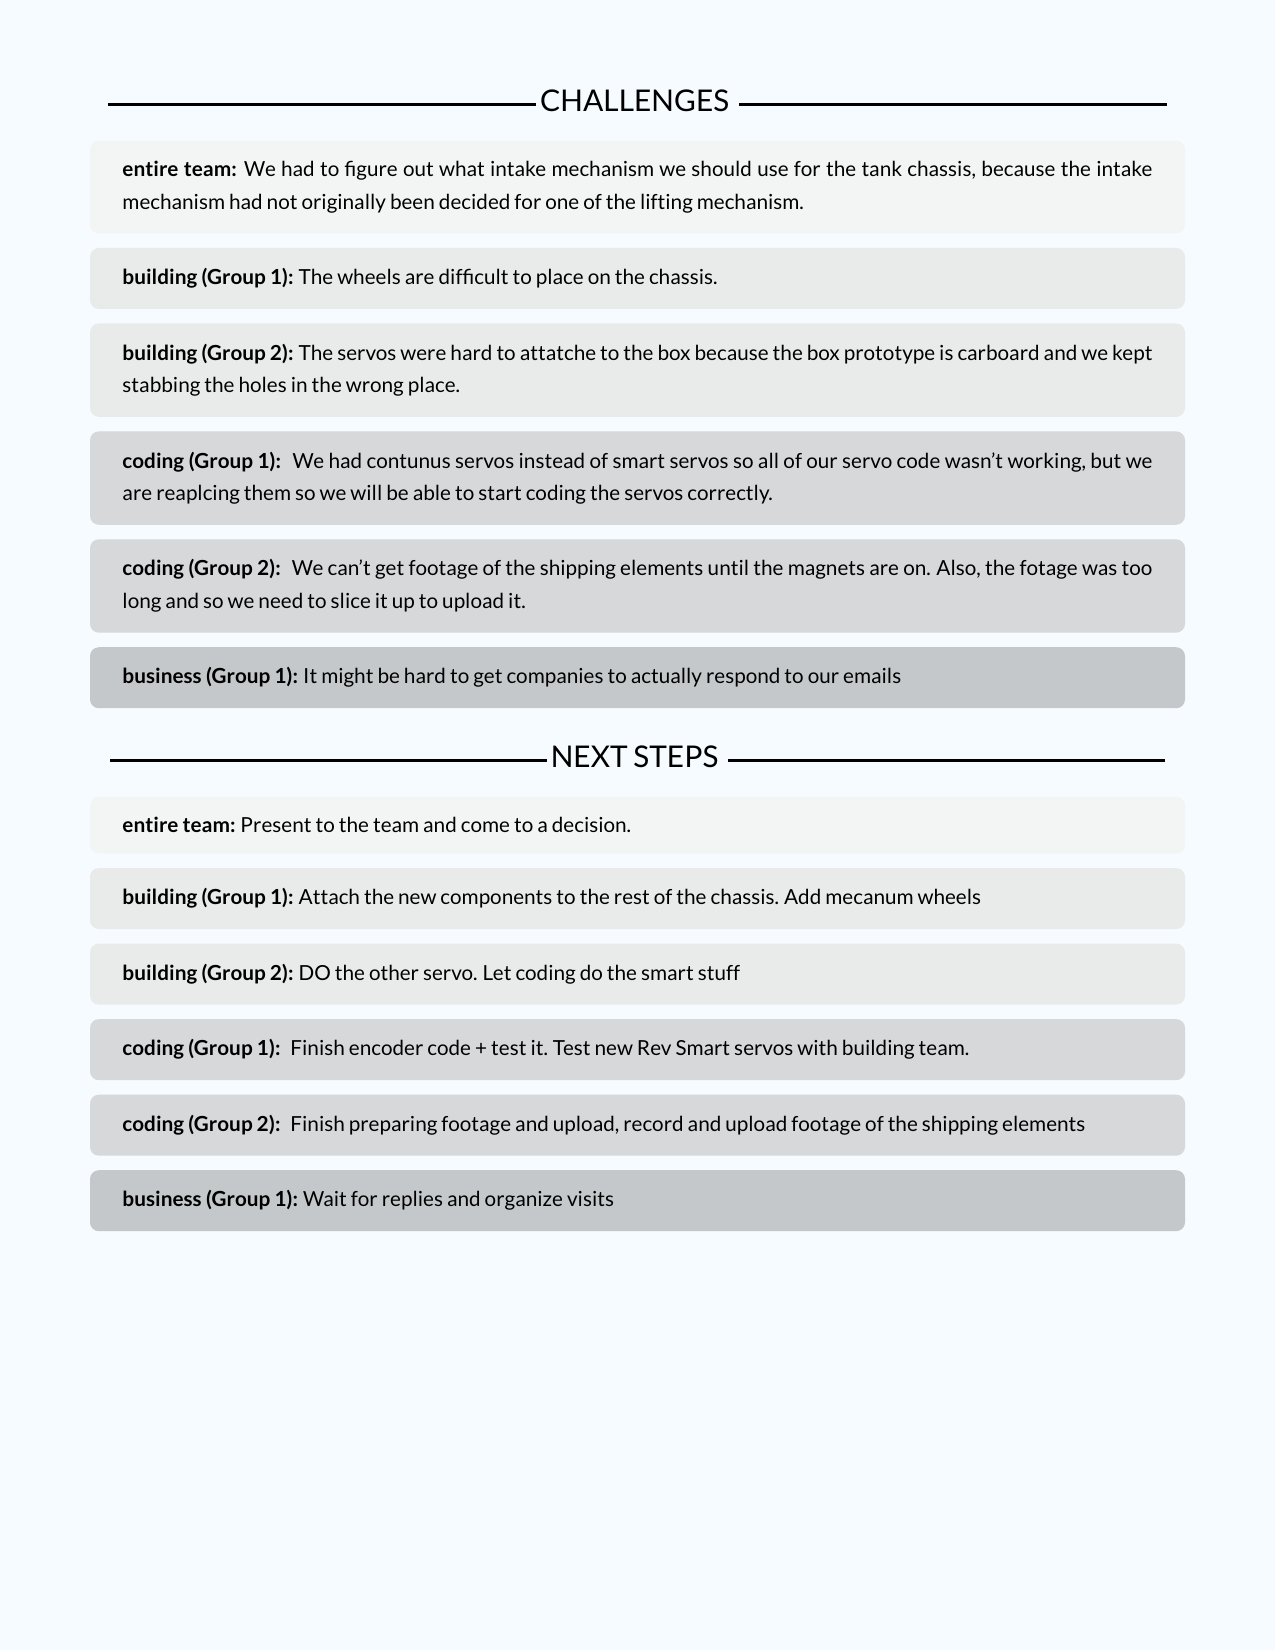 CHALLENGES
entire team: We had to figure out what intake mechanism we should use for the tank chassis, because the intake
mechanism had not originally been decided for one of the lifting mechanism.
building (Group 1): The wheels are difficult to place on the chassis.
building (Group 2): The servos were hard to attatche to the box because the box prototype is carboard and we kept
stabbing the holes in the wrong place.
coding (Group 1): We had contunus servos instead of smart servos so all of our servo code wasn’t working, but we
are reaplcing them so we will be able to start coding the servos correctly.
coding (Group 2): We can’t get footage of the shipping elements until the magnets are on. Also, the fotage was too
long and so we need to slice it up to upload it.
business (Group 1): It might be hard to get companies to actually respond to our emails
NEXT STEPS
entire team: Present to the team and come to a decision.
building (Group 1): Attach the new components to the rest of the chassis. Add mecanum wheels
building (Group 2): DO the other servo. Let coding do the smart stuff
coding (Group 1): Finish encoder code + test it. Test new Rev Smart servos with building team.
coding (Group 2): Finish preparing footage and upload, record and upload footage of the shipping elements
business (Group 1): Wait for replies and organize visits